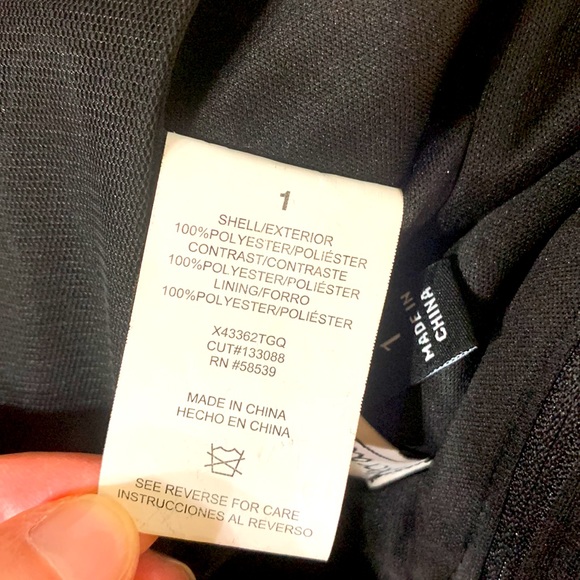 1
SHELL/EXTERIOR
100%POLYESTER/POLIÉSTER
CONTRAST/CONTRASTE
100%POLYESTER/POLIÉSTER
LINING/FORRO
100%POLYESTER/POLIÉSTER
X43362TGQ
CUT#133088
RN #58539
MADE IN CHINA
HECHO EN CHINA
SEE REVERSE FOR CARE
INSTRUCCIONES AL REVERSO
1
MADE IN
CHINA